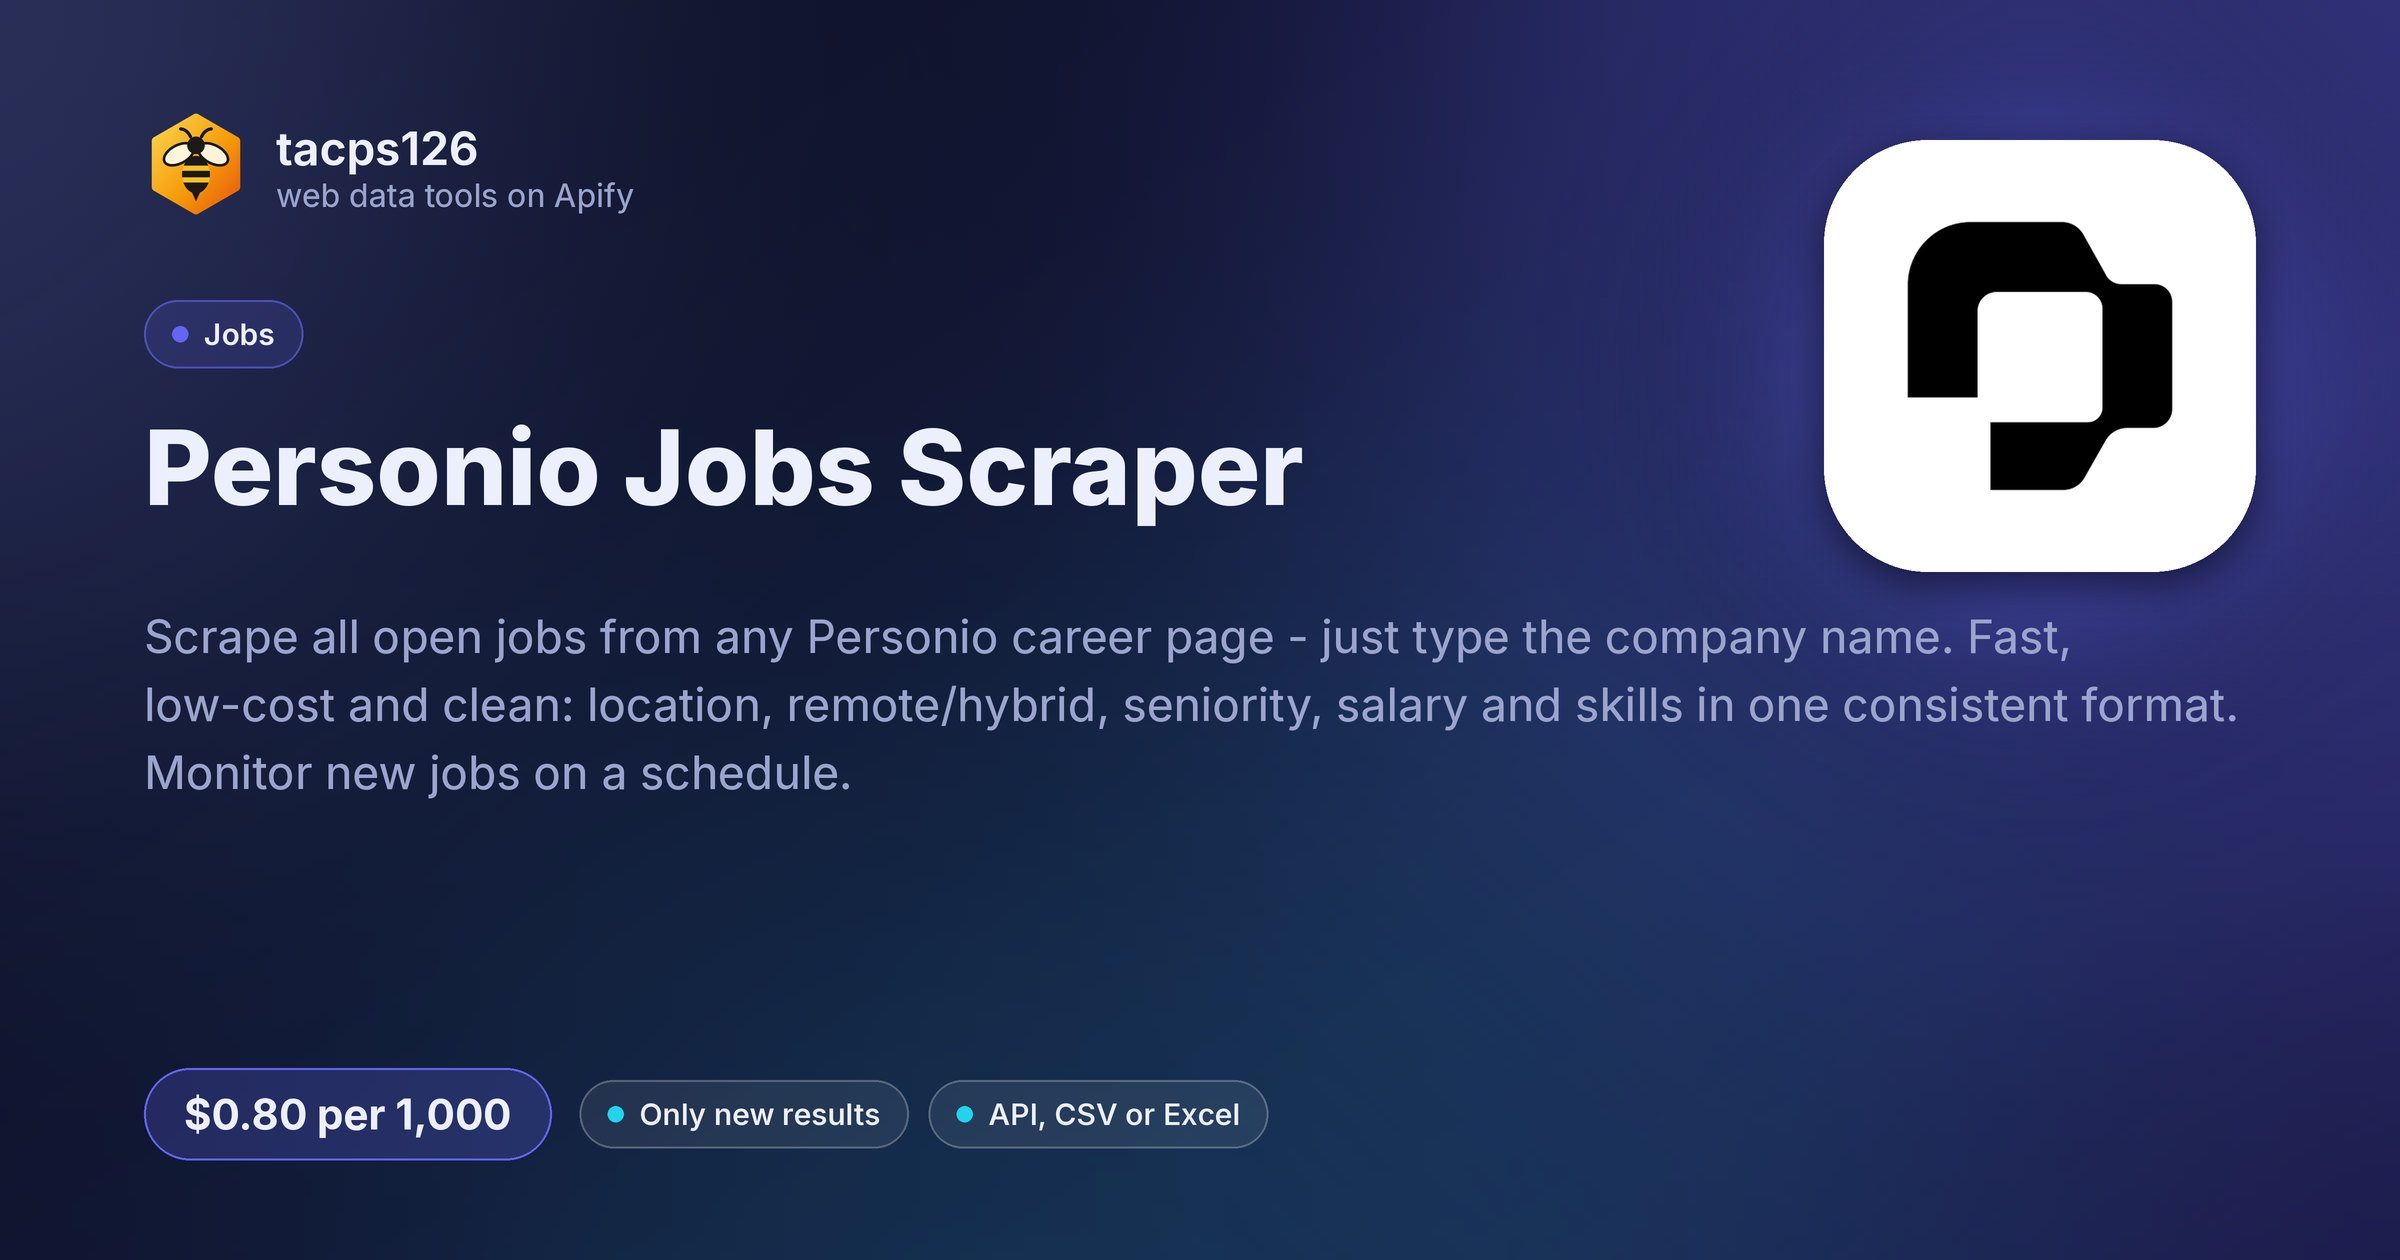 tacps126
web data tools on Apify
Jobs
Personio Jobs Scraper
Scrape all open jobs from any Personio career page - just type the company name. Fast,
low-cost and clean: location, remote/hybrid, seniority, salary and skills in one consistent format.
Monitor new jobs on a schedule.
$0.80 per 1,000
Only new results
API, CSV or Excel